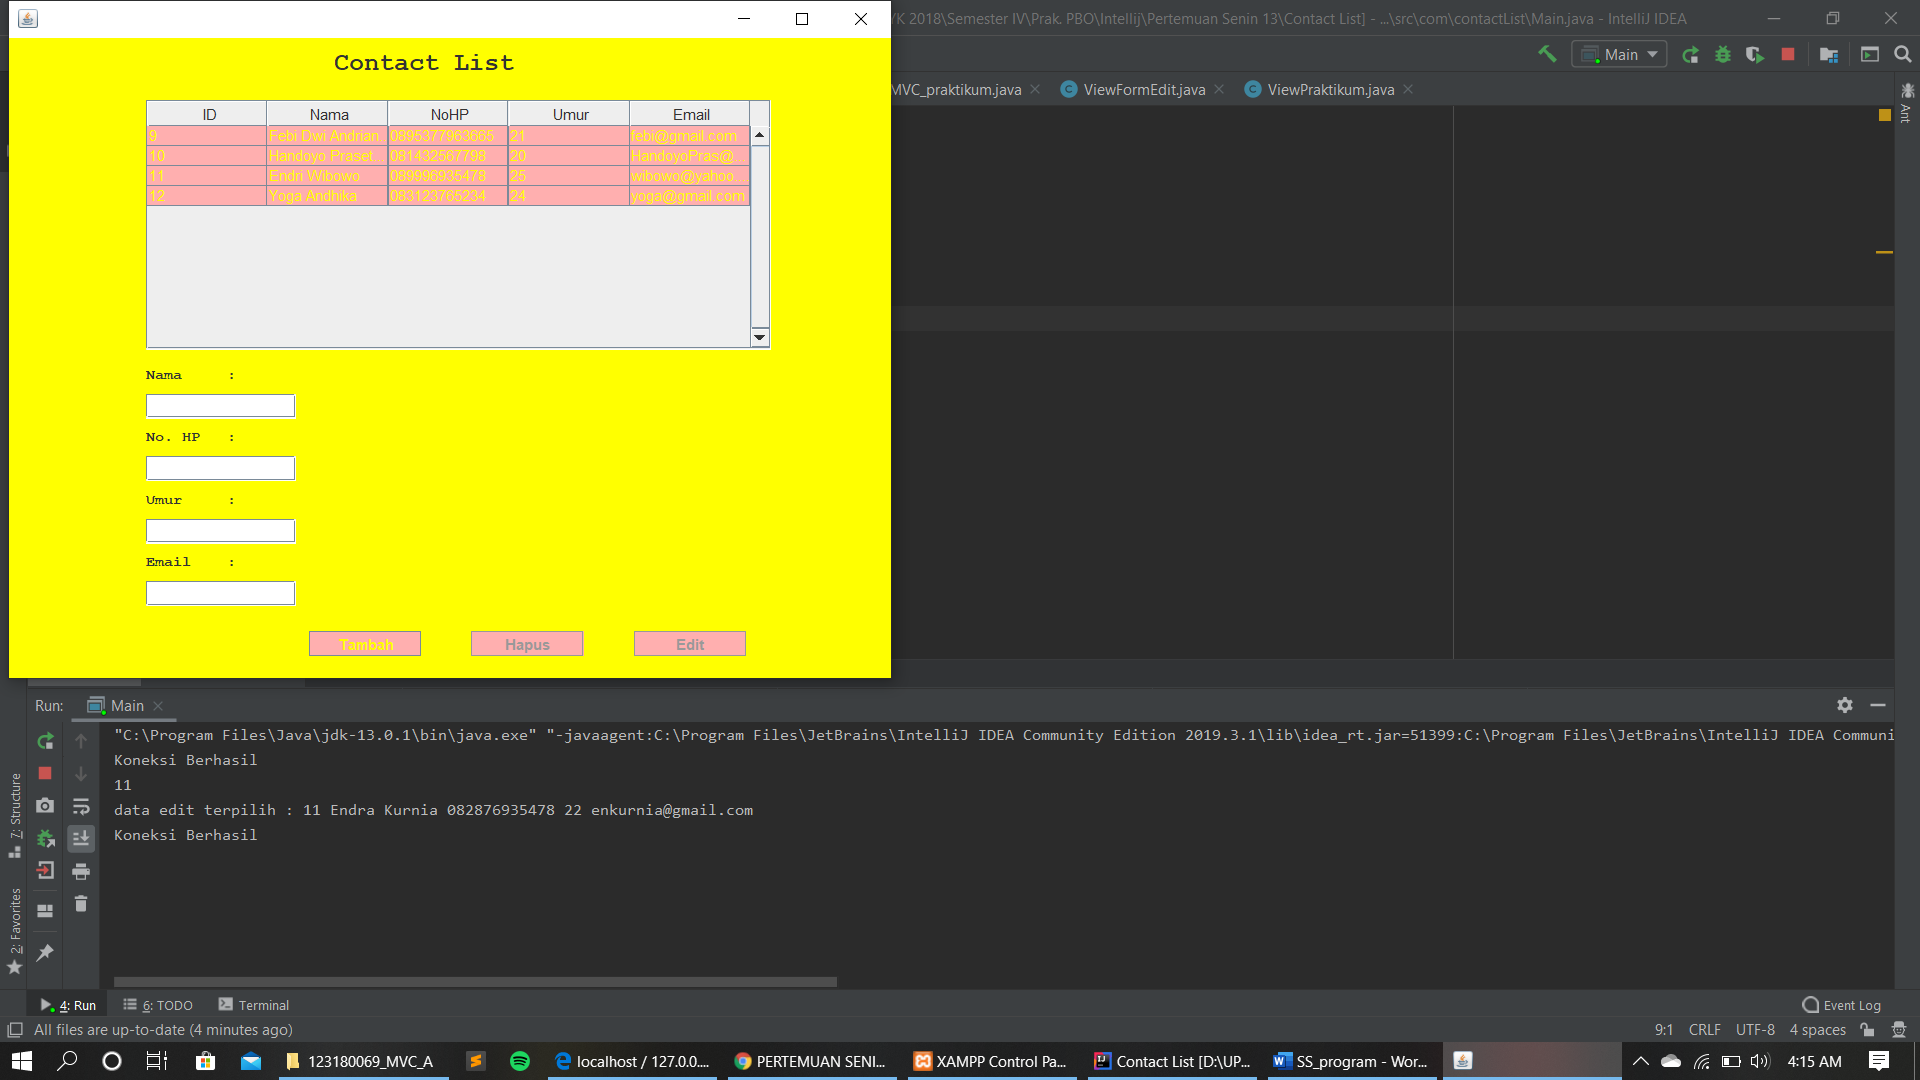 /K 2018\Semester IV\Prak. PBO\Intellij\Pertemuan Senin 13\Contact List] - ...\src\com\contactList\Main.java - IntelliJ IDEA
Main
MVC_praktikum.java
ViewFormEdit.java
ViewPraktikum.java
Ant
Contact List
ID Nama NoHP Umur Email
9 Febi Dwi Andrian... 0895377963665 21 febi@gmail.com
10 Handoyo Praset... 081432567798 20 HandoyoPras@...
11 Endri Wibowo 089996935478 25 wibowo@yahoo....
12 Yoga Andhika 083123765234 24 yoga@gmail.com
Nama :
No. HP :
Umur :
Email :
Tambah Hapus Edit
Run: Main
"C:\Program Files\Java\jdk-13.0.1\bin\java.exe" "-javaagent:C:\Program Files\JetBrains\IntelliJ IDEA Community Edition 2019.3.1\lib\idea_rt.jar=51399:C:\Program Files\JetBrains\IntelliJ IDEA Communi
Koneksi Berhasil
11
data edit terpilih : 11 Endra Kurnia 082876935478 22 enkurnia@gmail.com
Koneksi Berhasil
7: Structure
2: Favorites
4: Run 6: TODO Terminal Event Log
All files are up-to-date (4 minutes ago) 9:1 CRLF UTF-8 4 spaces
123180069_MVC_A localhost / 127.0.0.... PERTEMUAN SENI... XAMPP Control Pa... Contact List [D:\UP... SS_program - Wor... 4:15 AM